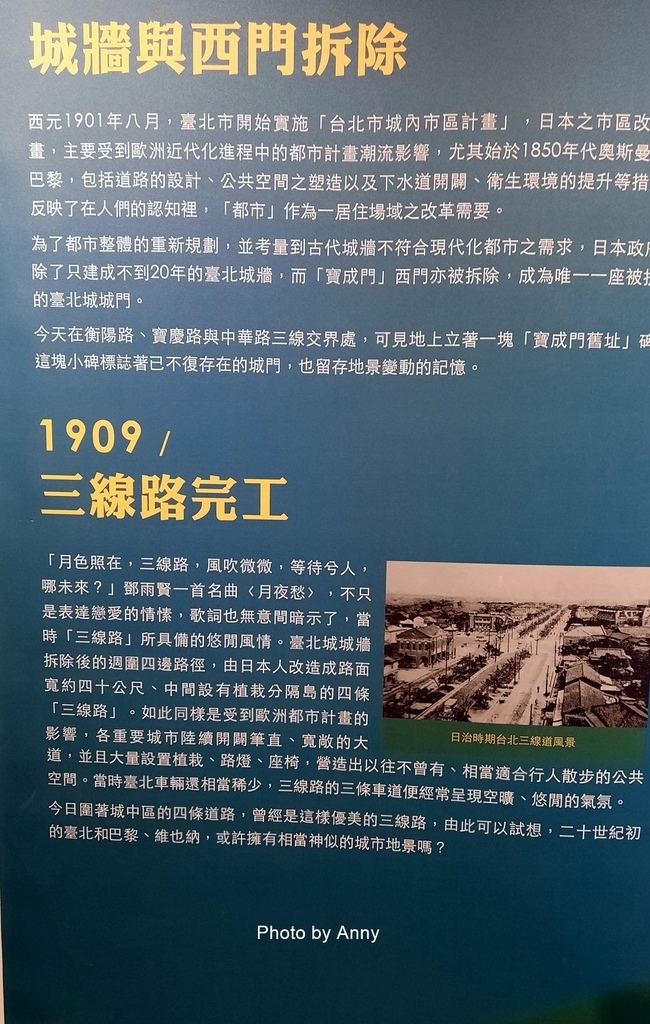 城牆與西門拆除
西元1901年八月，臺北市開始實施「台北市城內市區計畫」，日本之市區改
畫，主要受到歐洲近代化進程中的都市計畫潮流影響，尤其始於1850年代奧斯曼
巴黎，包括道路的設計、公共空間之塑造以及下水道開闢、衛生環境的提升等措
反映了在人們的認知裡，「都市」作為一居住場域之改革需要。
為了都市整體的重新規劃，並考量到古代城牆不符合現代化都市之需求，日本政府
除了只建成不到20年的臺北城牆，而「寶成門」西門亦被拆除，成為唯一一座被拆
的臺北城城門。
今天在衡陽路、寶慶路與中華路三線交界處，可見地上立著一塊「寶成門舊址」碑
這塊小碑標誌著已不復存在的城門，也留存地景變動的記憶。
1909 /
三線路完工
「月色照在，三線路，風吹微微，等待兮人，
哪未來？」鄧雨賢一首名曲〈月夜愁〉，不只
是表達戀愛的情愫，歌詞也無意間暗示了，當
時「三線路」所具備的悠閒風情。臺北城城牆
拆除後的週圍四邊路徑，由日本人改造成路面
寬約四十公尺、中間設有植栽分隔島的四條
「三線路」。如此同樣是受到歐洲都市計畫的
影響，各重要城市陸續開闢筆直、寬敞的大
道，並且大量設置植栽、路燈、座椅，營造出以往不曾有、相當適合行人散步的公共
空間。當時臺北車輛還相當稀少，三線路的三條車道便經常呈現空曠、悠閒的氣氛。
日治時期台北三線道風景
今日圍著城中區的四條道路，曾經是這樣優美的三線路，由此可以試想，二十世紀初
的臺北和巴黎、維也納，或許擁有相當神似的城市地景嗎？
Photo by Anny